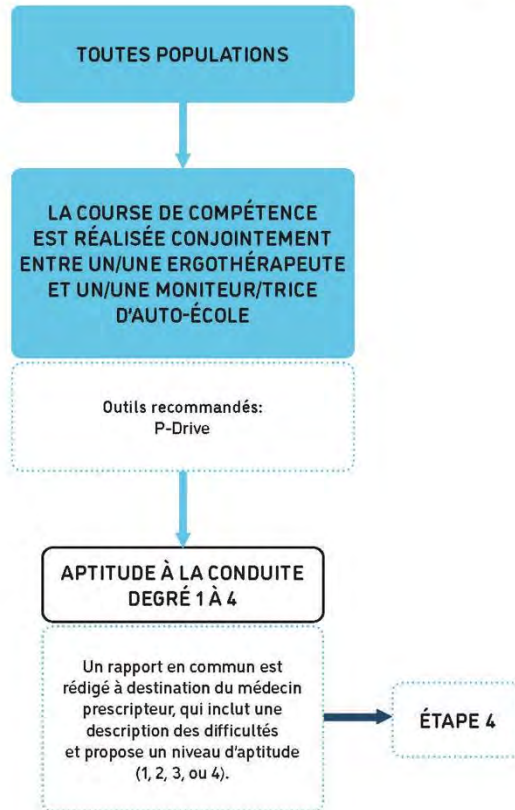 TOUTES POPULATIONS
LA COURSE DE COMPÉTENCE
EST RÉALISÉE CONJOINTEMENT
ENTRE UN/UNE ERGOTHÉRAPEUTE
ET UN/UNE MONITEUR/TRICE
D'AUTO-ÉCOLE
Outils recommandés:
P-Drive
APTITUDE À LA CONDUITE
DEGRÉ 1 À 4
Un rapport en commun est
rédigé à destination du médecin
prescripteur, qui inclut une
description des difficultés
et propose un niveau d'aptitude
(1, 2, 3, ou 4).
ÉTAPE 4